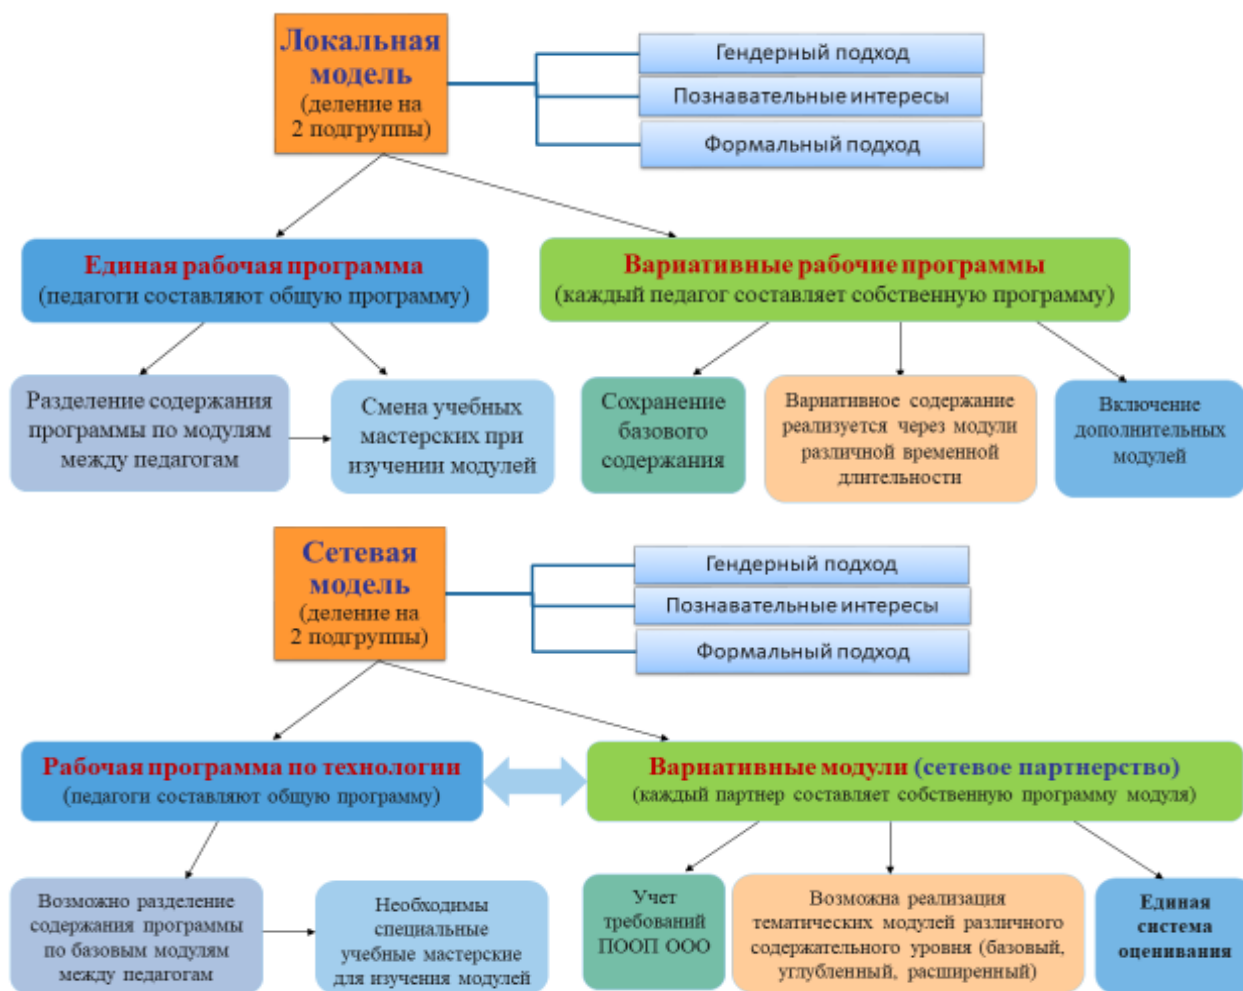 Локальная
модель
(деление на
2 подгруппы)
Гендерный подход
Познавательные интересы
Формальный подход
Единая рабочая программа
(педагоги составляют общую программу)
Вариативные рабочие программы
(каждый педагог составляет собственную программу)
Разделение содержания
программы по модулям
между педагогам
Смена учебных
мастерских при
изучении модулей
Сохранение
базового
содержания
Вариативное содержание
реализуется через модули
различной временной
длительности
Включение
дополнительных
модулей
Сетевая
модель
(деление на
2 подгруппы)
Гендерный подход
Познавательные интересы
Формальный подход
Рабочая программа по технологии
(педагоги составляют общую программу)
Вариативные модули (сетевое партнерство)
(каждый партнер составляет собственную программу модуля)
Возможно разделение
содержания программы
по базовым модулям
между педагогам
Необходимы
специальные
учебные мастерские
для изучения модулей
Учет
требований
ПООП ООО
Возможна реализация
тематических модулей различного
содержательного уровня (базовый,
углубленный, расширенный)
Единая
система
оценивания